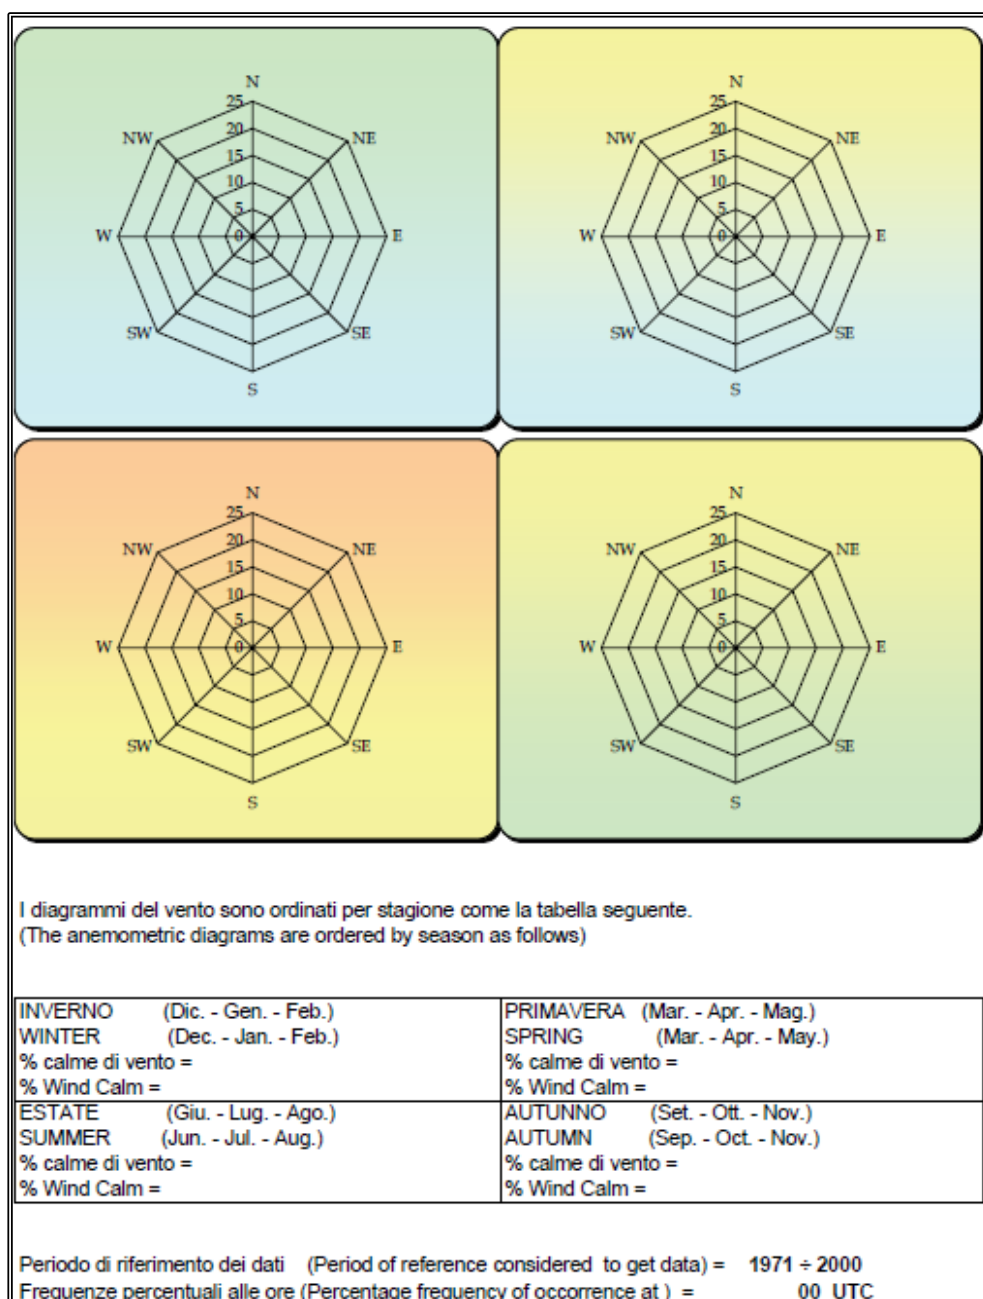 N
25
NW
20
NE
15
10
5
W
0
E
SW
SE
S
N
25
NW
20
NE
15
10
5
W
0
E
SW
SE
S
N
25
NW
20
NE
15
10
5
W
0
E
SW
SE
S
N
25
NW
20
NE
15
10
5
W
0
E
SW
SE
S
I diagrammi del vento sono ordinati per stagione come la tabella seguente.
(The anemometric diagrams are ordered by season as follows)
INVERNO (Dic. - Gen. - Feb.)
WINTER (Dec. - Jan. - Feb.)
% calme di vento =
% Wind Calm =
PRIMAVERA (Mar. - Apr. - Mag.)
SPRING (Mar. - Apr. - May.)
% calme di vento =
% Wind Calm =
ESTATE (Giu. - Lug. - Ago.)
SUMMER (Jun. - Jul. - Aug.)
% calme di vento =
% Wind Calm =
AUTUNNO (Set. - Ott. - Nov.)
AUTUMN (Sep. - Oct. - Nov.)
% calme di vento =
% Wind Calm =
Periodo di riferimento dei dati (Period of reference considered to get data) = 1971 ÷ 2000
Frequenze percentuali alle ore (Percentage frequency of occorrence at ) = 00 UTC